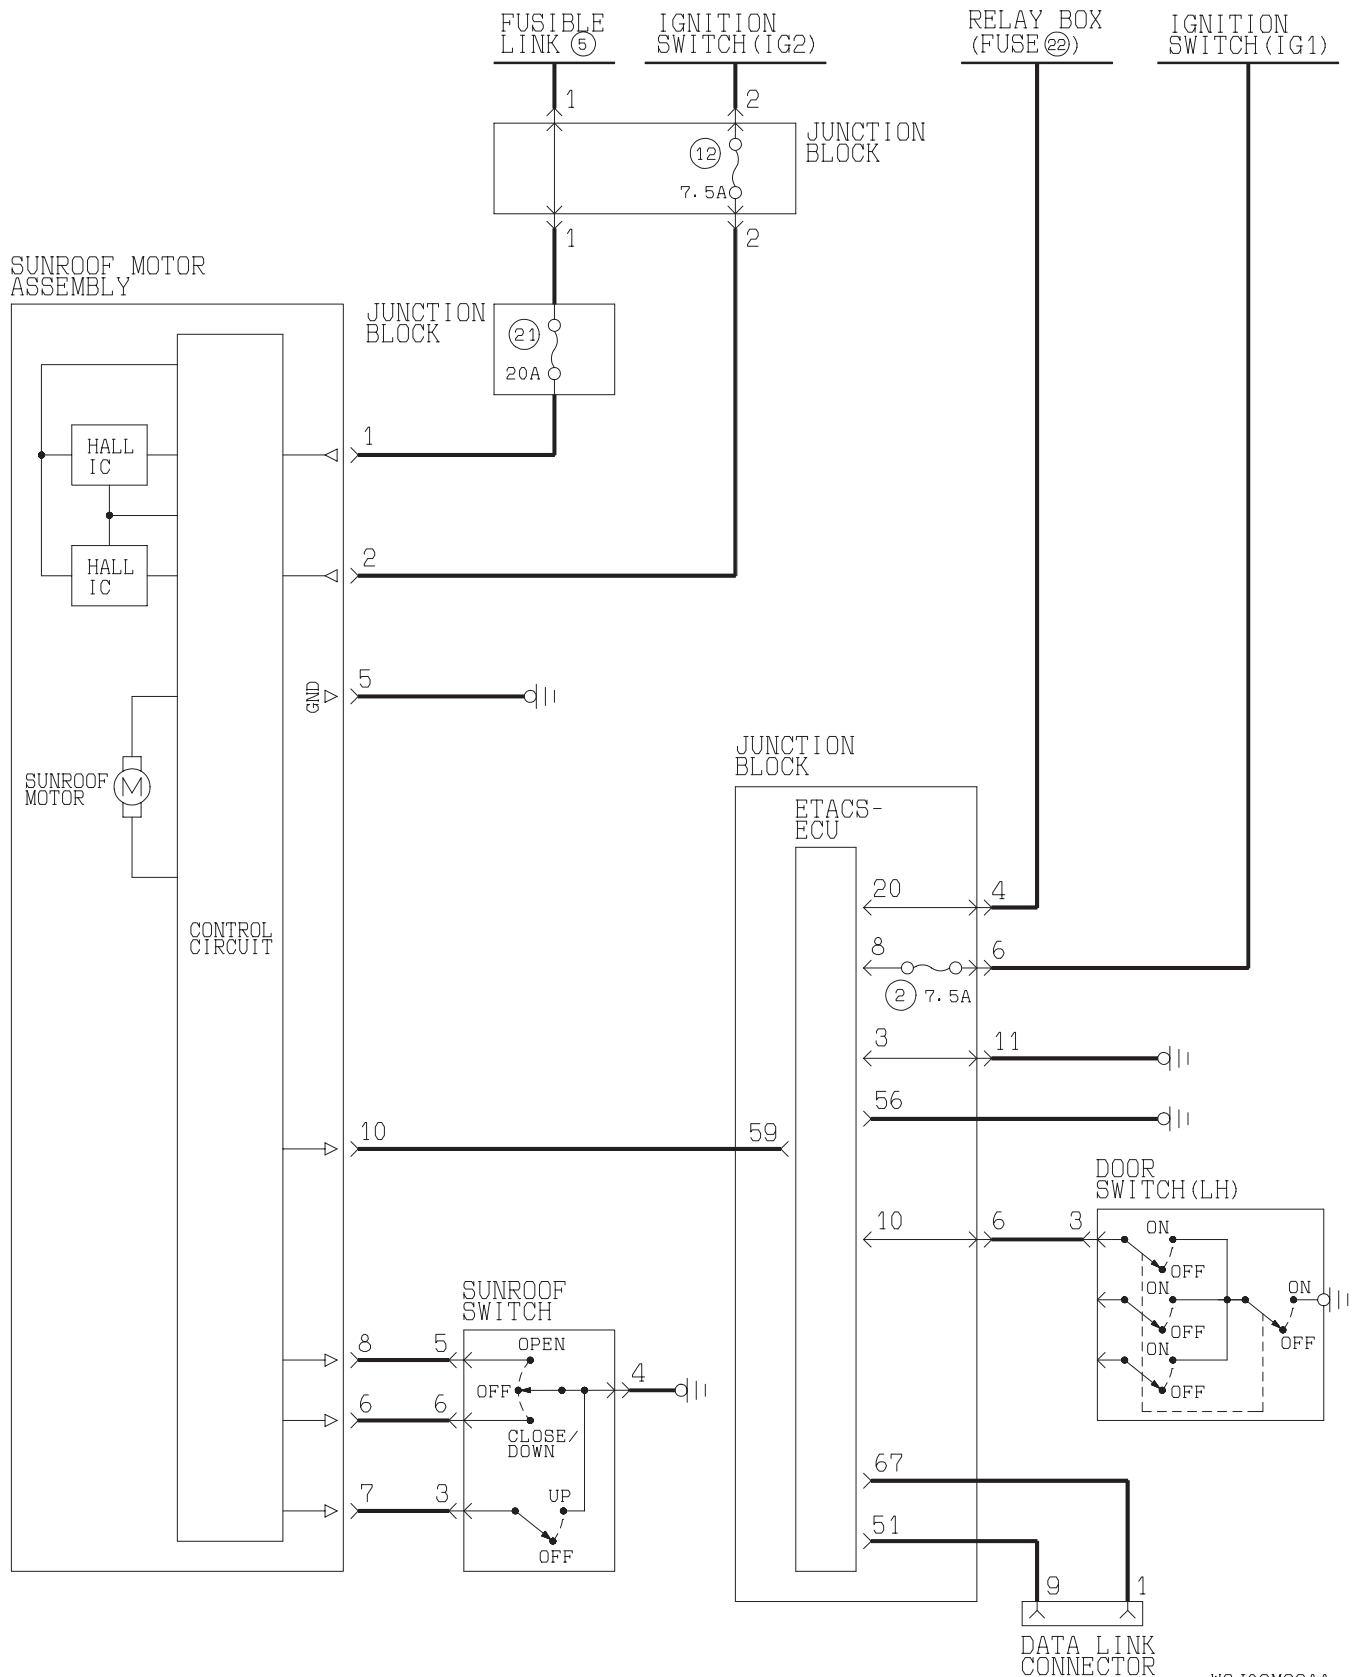 FUSIBLE
LINK 5
IGNITION
SWITCH(IG2)
RELAY BOX
(FUSE 22)
IGNITION
SWITCH(IG1)
1
2
JUNCTION
BLOCK
12
7.5A
1
2
SUNROOF MOTOR
ASSEMBLY
JUNCTION
BLOCK
21
20A
HALL
IC
1
HALL
IC
2
GND
5
SUNROOF
MOTOR
M
JUNCTION
BLOCK
ETACS-
ECU
20
4
CONTROL
CIRCUIT
8
6
2
7.5A
3
11
56
10
59
DOOR
SWITCH(LH)
10
6
3
ON
OFF
ON
OFF
ON
OFF
ON
OFF
SUNROOF
SWITCH
8
5
OPEN
OFF
4
6
6
CLOSE/
DOWN
7
3
UP
OFF
67
51
9
1
DATA LINK
CONNECTOR